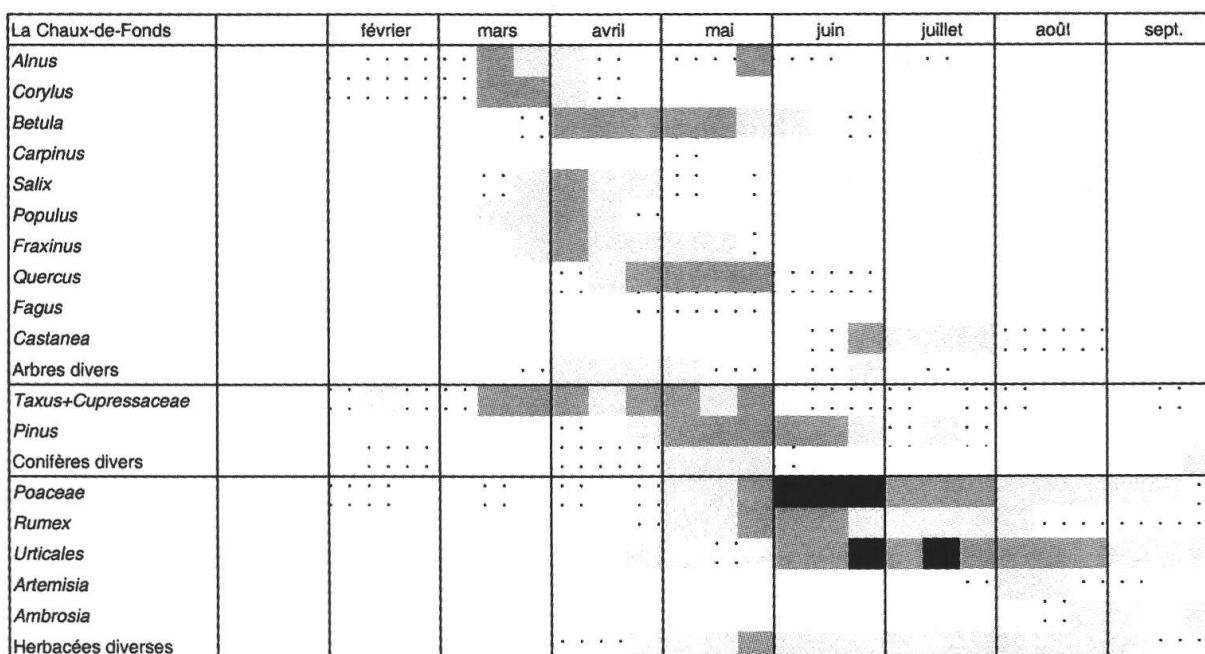 La Chaux-de-Fonds février mars avril mai juin juillet août sept.
Alnus
Corylus
Betula
Carpinus
Salix
Populus
Fraxinus
Quercus
Fagus
Castanea
Arbres divers
Taxus+Cupressaceae
Pinus
Conifères divers
Poaceae
Rumex
Urticales
Artemisia
Ambrosia
Herbacées diverses